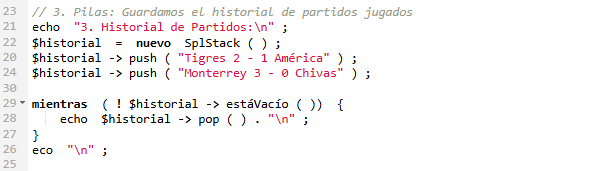 23 // 3. Pilas: Guardamos el historial de partidos jugados
21 echo "3. Historial de Partidos:\n" ;
22 $historial = nuevo SplStack ( ) ;
20 $historial -> push ( "Tigres 2 - 1 América" ) ;
24 $historial -> push ( "Monterrey 3 - 0 Chivas" ) ;
30
29 mientras ( ! $historial -> estáVacío ( )) {
28 echo $historial -> pop ( ) . "\n" ;
27 }
26 eco "\n" ;
25